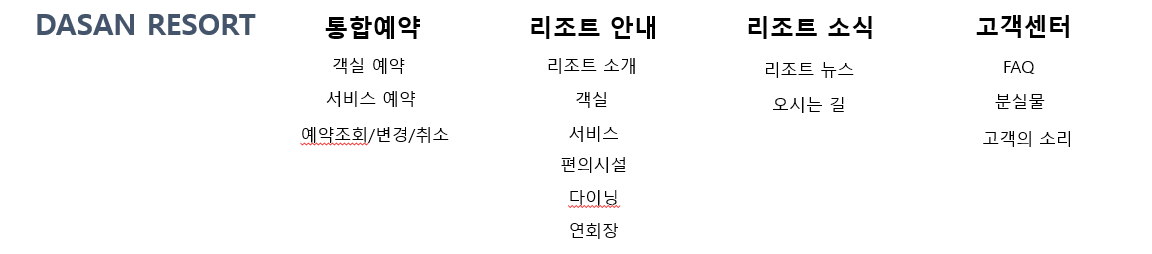 DASAN RESORT
통합예약
객실 예약
서비스 예약
예약조회/변경/취소
리조트 안내
리조트 소개
객실
서비스
편의시설
다이닝
연회장
리조트 소식
리조트 뉴스
오시는 길
고객센터
FAQ
분실물
고객의 소리